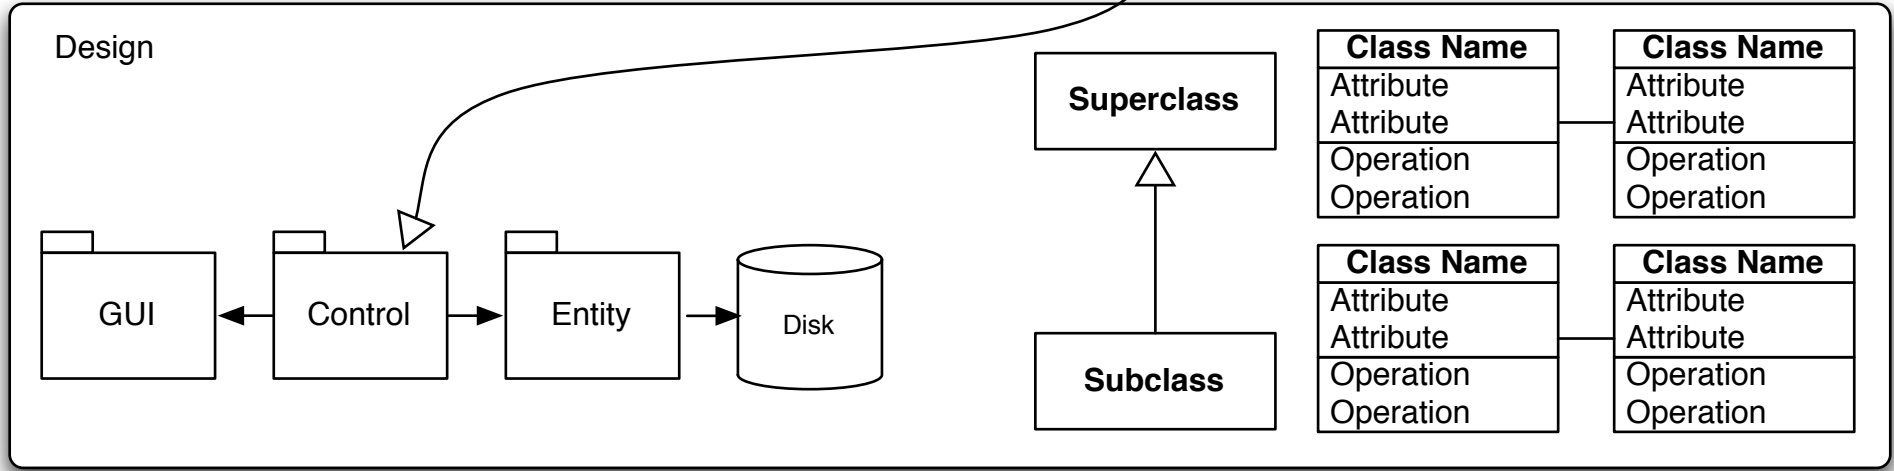 Design
GUI
Control
Entity
Disk
Superclass
Subclass
Class Name
Attribute
Attribute
Operation
Operation
Class Name
Attribute
Attribute
Operation
Operation
Class Name
Attribute
Attribute
Operation
Operation
Class Name
Attribute
Attribute
Operation
Operation